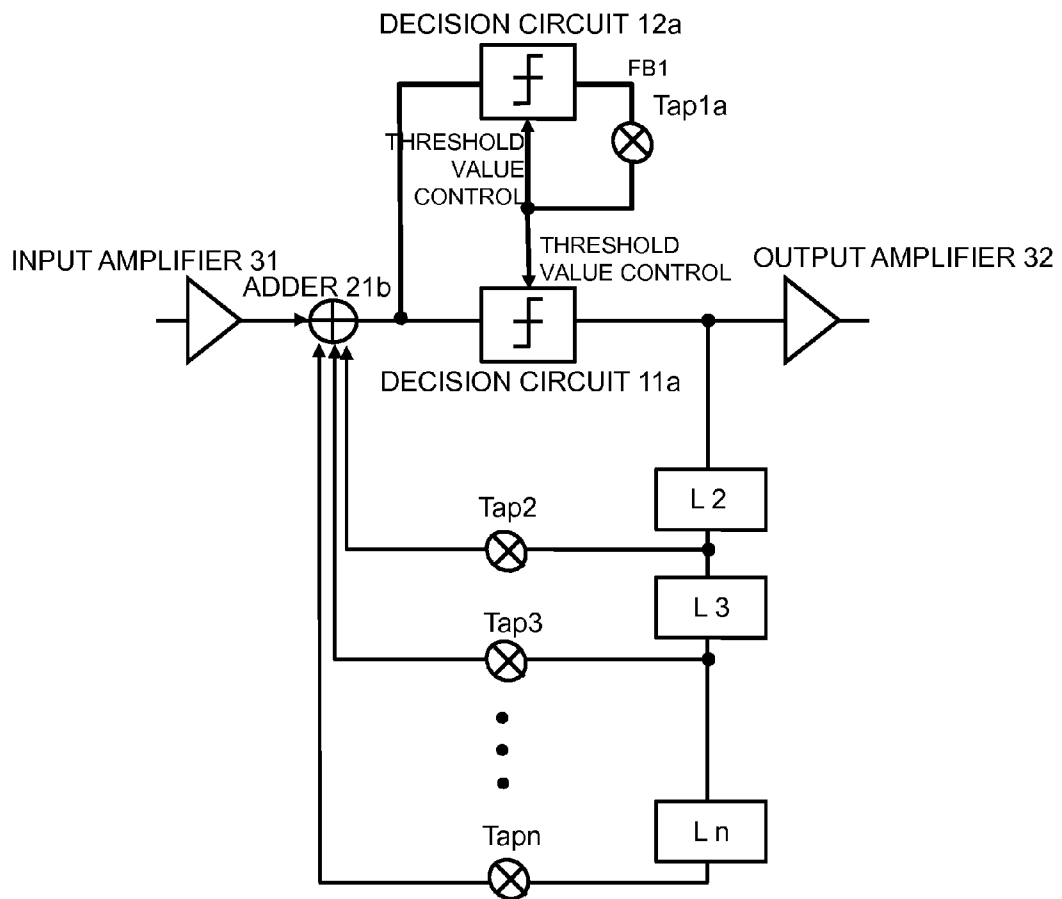 DECISION CIRCUIT 12a
FB1
Tap1a
THRESHOLD
VALUE
CONTROL
THRESHOLD
VALUE CONTROL
INPUT AMPLIFIER 31
ADDER 21b
OUTPUT AMPLIFIER 32
DECISION CIRCUIT 11a
L 2
Tap2
L 3
Tap3
L n
Tapn